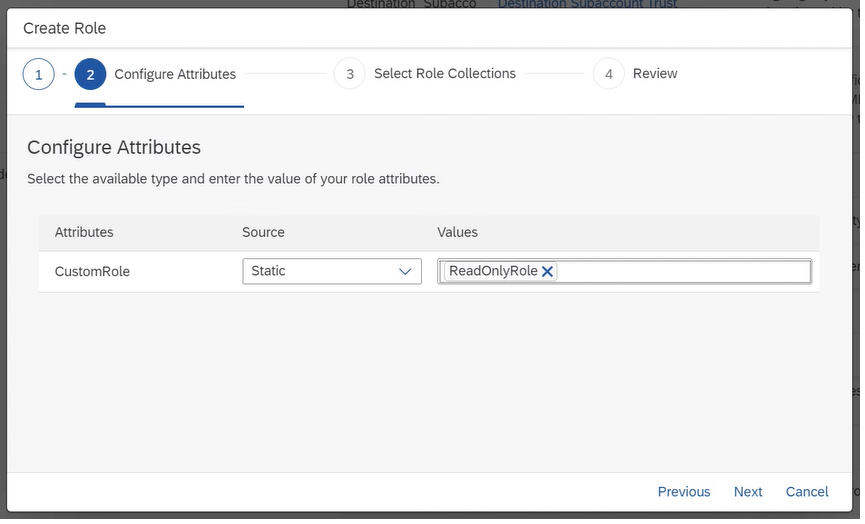 Destination_Subacco Destination Subaccount Trust
Create Role
1 - 2 Configure Attributes 3 Select Role Collections 4 Review
Configure Attributes
Select the available type and enter the value of your role attributes.
Attributes Source Values
CustomRole Static ReadOnlyRole
Previous Next Cancel